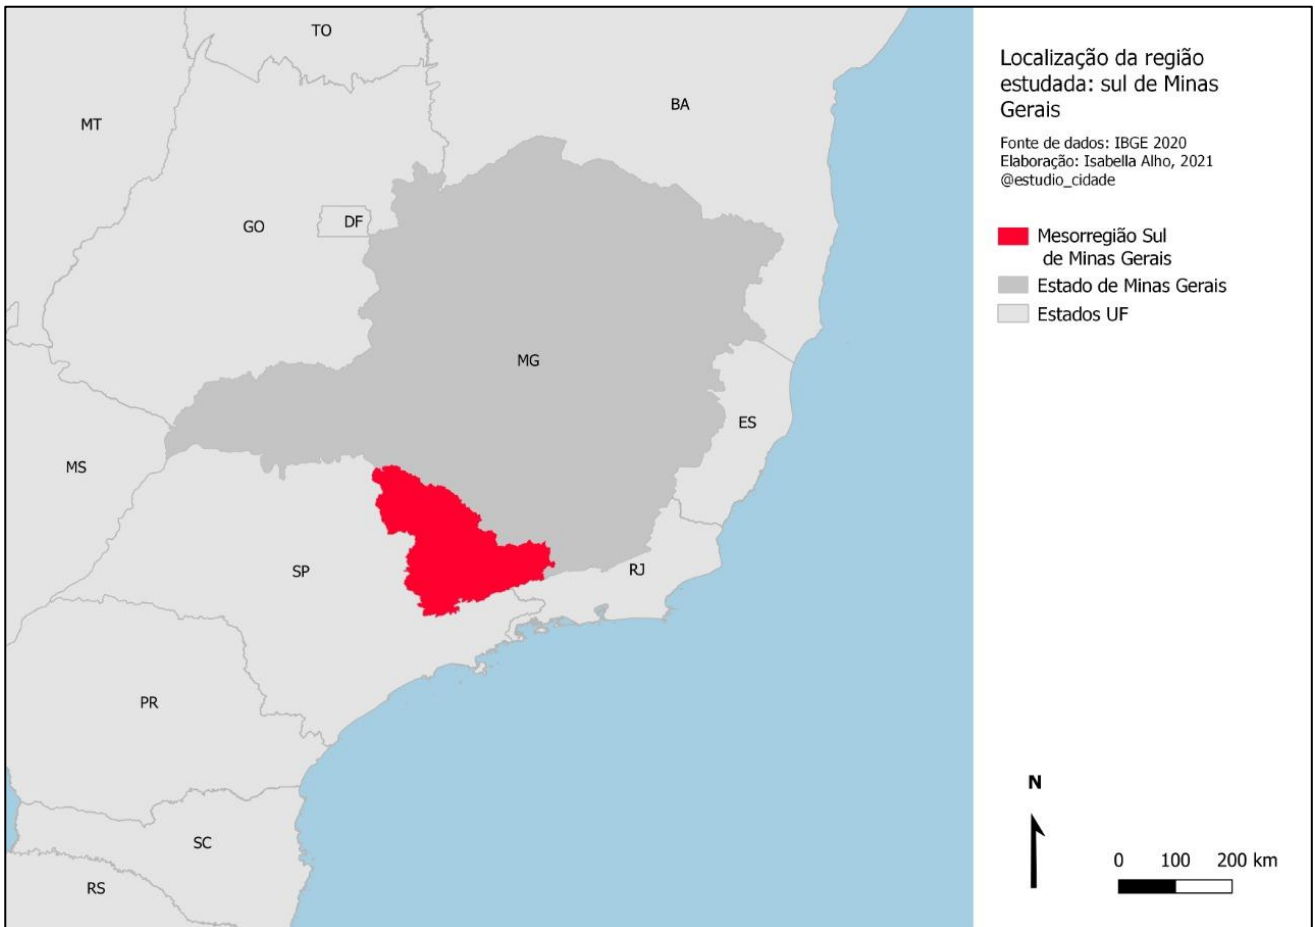 TO
BA
MT
GO
DF
MG
ES
MS
SP
RJ
PR
SC
RS
Localização da região
estudada: sul de Minas
Gerais
Fonte de dados: IBGE 2020
Elaboração: Isabella Alho, 2021
@estudio_cidade
Mesorregião Sul
de Minas Gerais
Estado de Minas Gerais
Estados UF
N
0 100 200 km